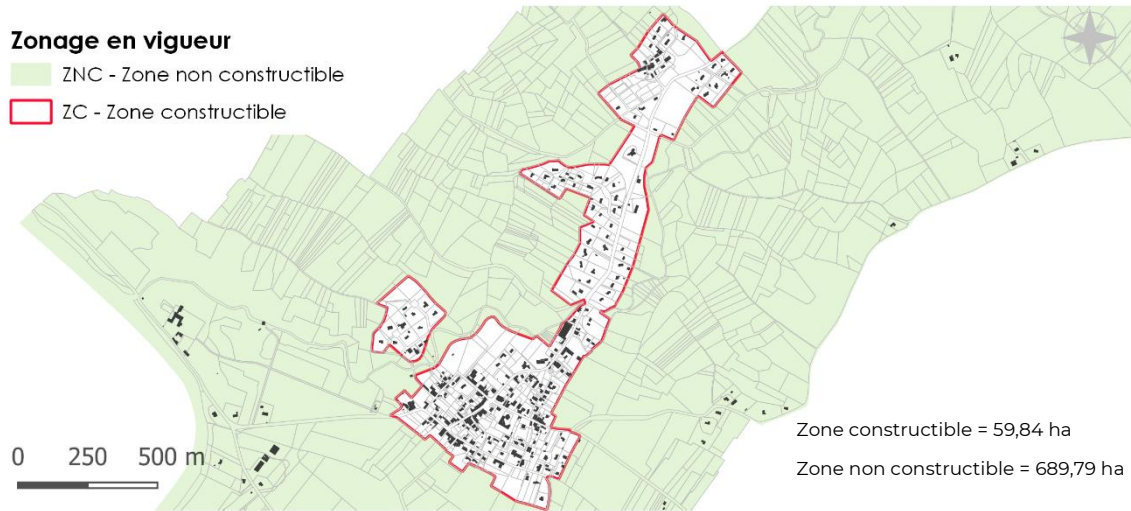 Zonage en vigueur
ZNC - Zone non constructible
ZC - Zone constructible
0 250 500 m
Zone constructible = 59,84 ha
Zone non constructible = 689,79 ha